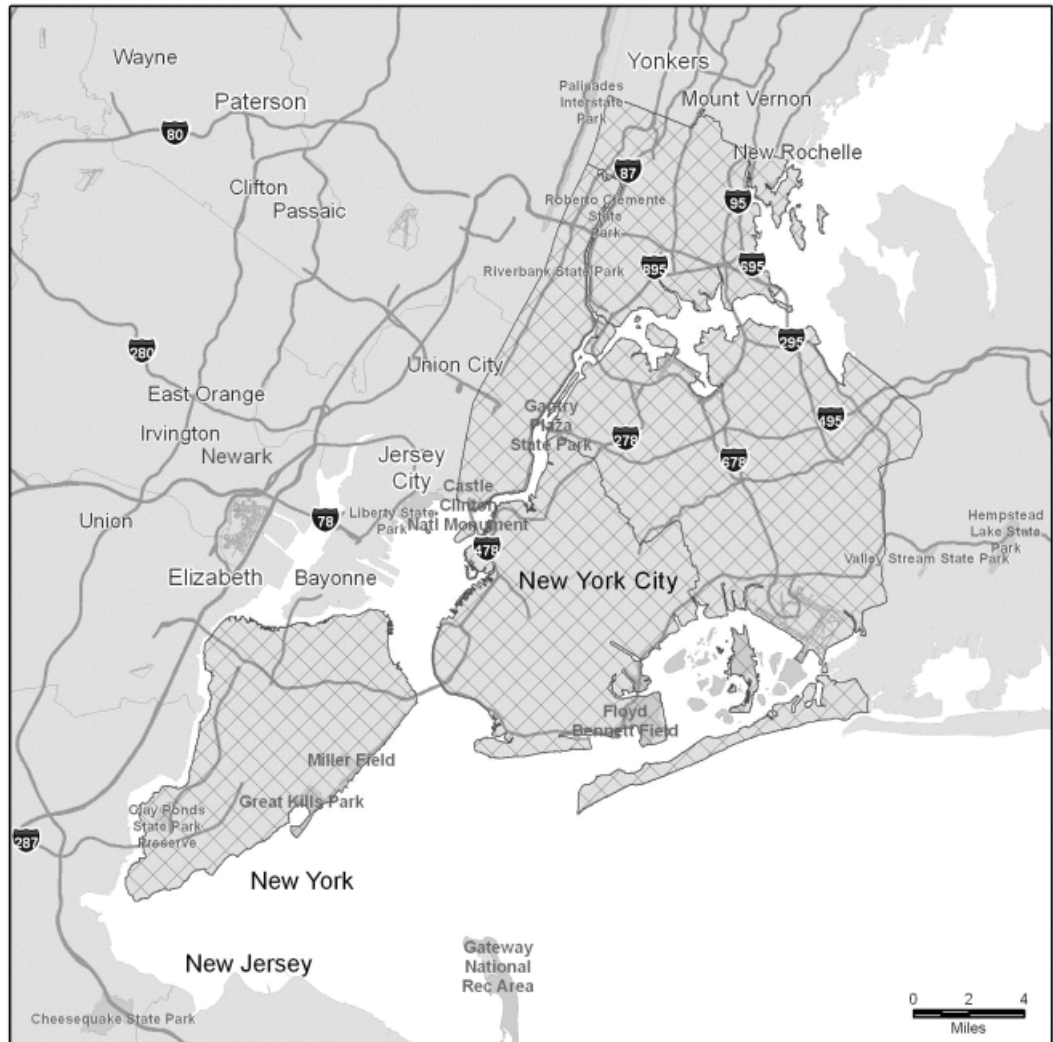 Wayne
Yonkers
Palisades
Interstate
Park
Paterson
Mount Vernon
80
New Rochelle
87
Clifton
Roberto Clemente
State
Park
95
Passaic
895
695
Riverbank State Park
280
295
Union City
East Orange
Gantry
Plaza
State Park
495
Irvington
278
Newark
Jersey
City
678
Castle
Clinton
Natl Monument
Union
78
Liberty State
Park
Hempstead
Lake State
Park
478
Valley Stream State Park
Elizabeth
Bayonne
New York City
Floyd
Bennett Field
Miller Field
Great Kills Park
Clay Ponds
State Park
Preserve
287
New York
Gateway
National
Rec Area
New Jersey
0 2 4
Miles
Cheesequake State Park